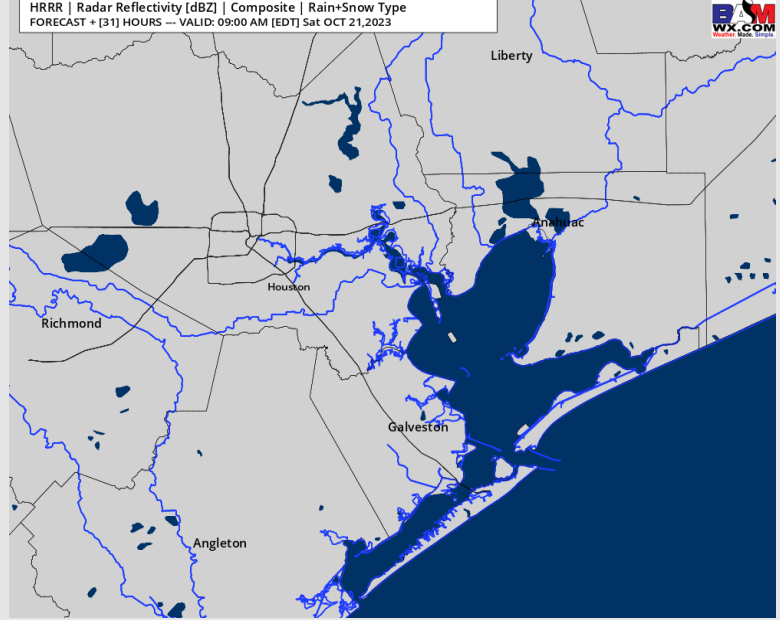 HRRR | Radar Reflectivity [dBZ] | Composite | Rain+Snow Type
FORECAST + [31] HOURS --- VALID: 09:00 AM [EDT] Sat OCT 21,2023
BAM
WX.COM
Weather. Made. Simple.
Liberty
Anahuac
Houston
Richmond
Galveston
Angleton